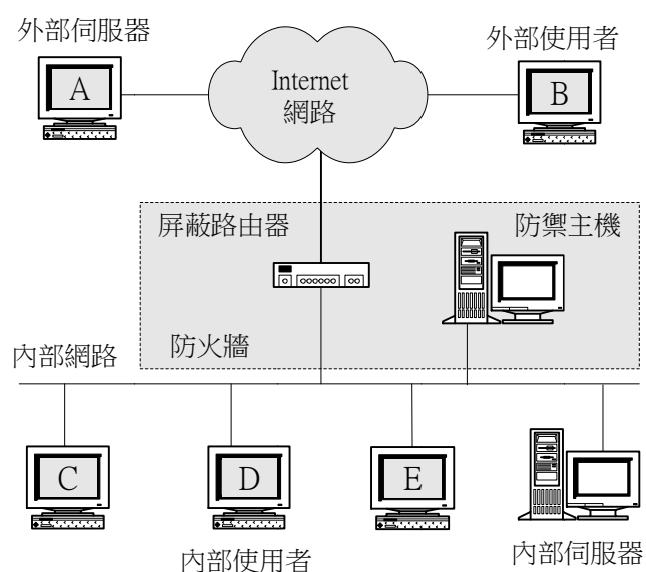 外部伺服器
外部使用者
A
Internet
網路
B
屏蔽路由器
防禦主機
防火牆
內部網路
C
D
E
內部使用者
內部伺服器